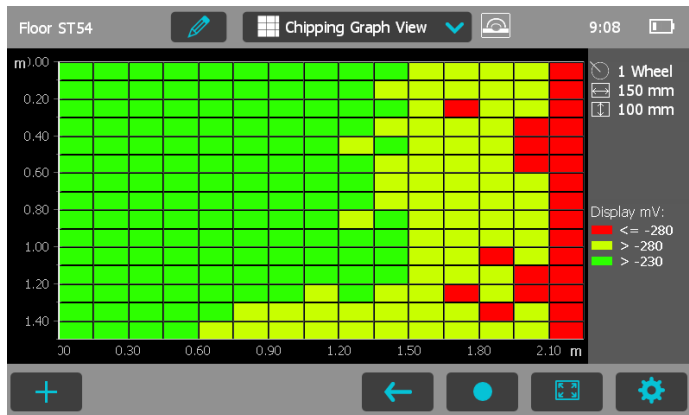 Floor ST54
Chipping Graph View
9:08
m
0.00
0.20
0.40
0.60
0.80
1.00
1.20
1.40
00
0.30
0.60
0.90
1.20
1.50
1.80
2.10
m
1 Wheel
150 mm
100 mm
Display mV:
<= -280
> -280
> -230